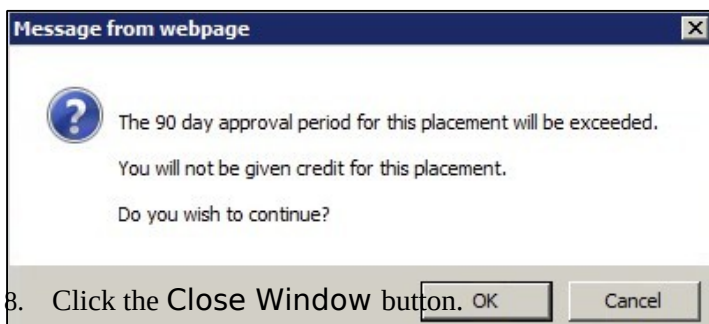 Message from webpage
The 90 day approval period for this placement will be exceeded.
You will not be given credit for this placement.
Do you wish to continue?
8. Click the Close Window button. OK Cancel